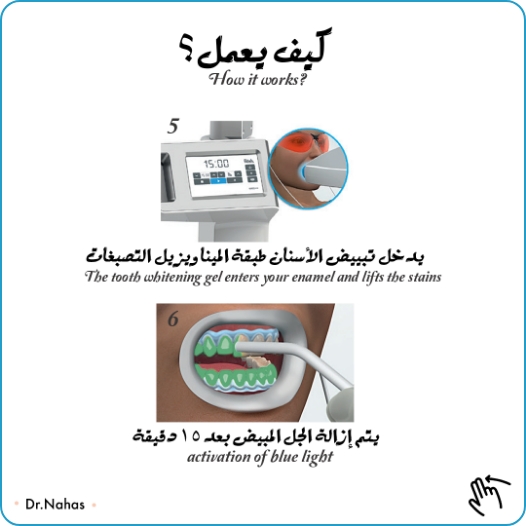 كيف يعمل؟
How it works?
5
15:00
يدخل تبييض الأسنان طبقة المينا ويزيل التصبغات
The tooth whitening gel enters your enamel and lifts the stains
6
يتم إزالة الجل المبيض بعد ١٥ دقيقة
activation of blue light
Dr.Nahas